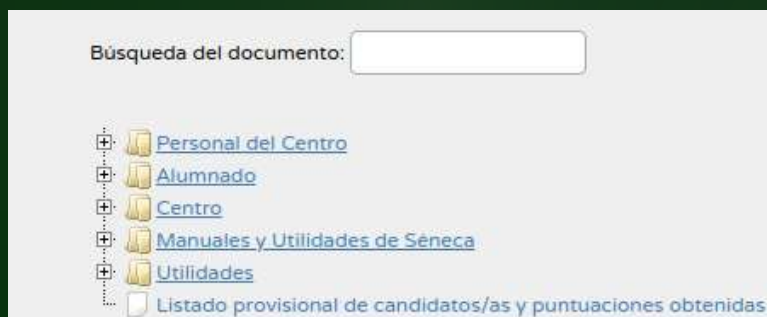 Búsqueda del documento:
Personal del Centro
Alumnado
Centro
Manuales y Utilidades de Séneca
Utilidades
Listado provisional de candidatos/as y puntuaciones obtenidas